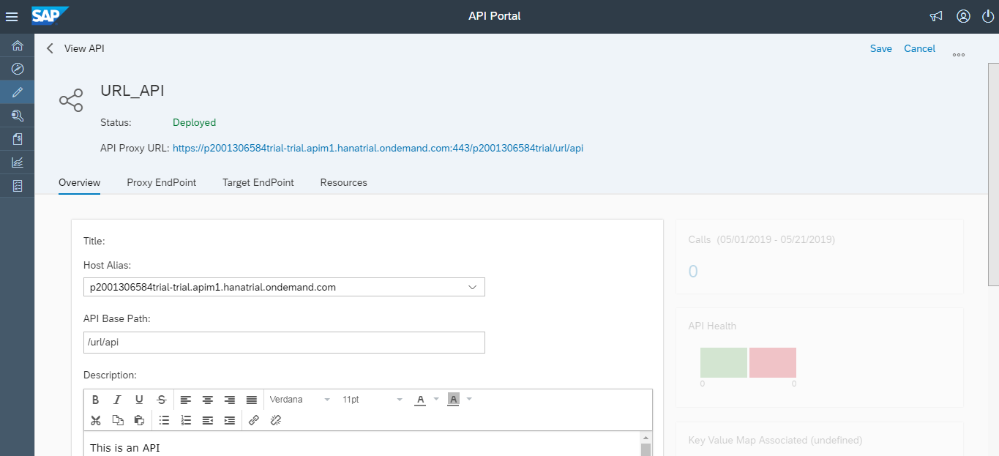 SAP
API Portal
View API
Save Cancel ...
URL_API
Status: Deployed
API Proxy URL: https://p2001306584trial-trial.apim1.hanatrial.ondemand.com:443/p2001306584trial/url/api
Overview Proxy EndPoint Target EndPoint Resources
Title:
Host Alias:
p2001306584trial-trial.apim1.hanatrial.ondemand.com
API Base Path:
/url/api
Description:
B I U S Verdana 11pt A A
This is an API
Calls (05/01/2019 - 05/21/2019)
0
API Health
0 0
Key Value Map Associated (undefined)